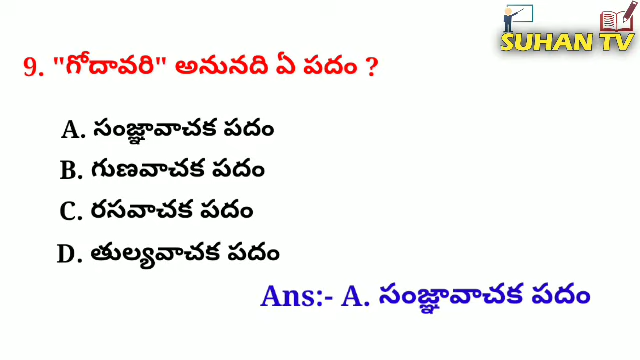 SUHAN TV
9. "గోదావరి" అనునది ఏ పదం ?
A. సంజ్ఞావాచక పదం
B. గుణవాచక పదం
C. రసవాచక పదం
D. తుల్యవాచక పదం
Ans:- A. సంజ్ఞావాచక పదం